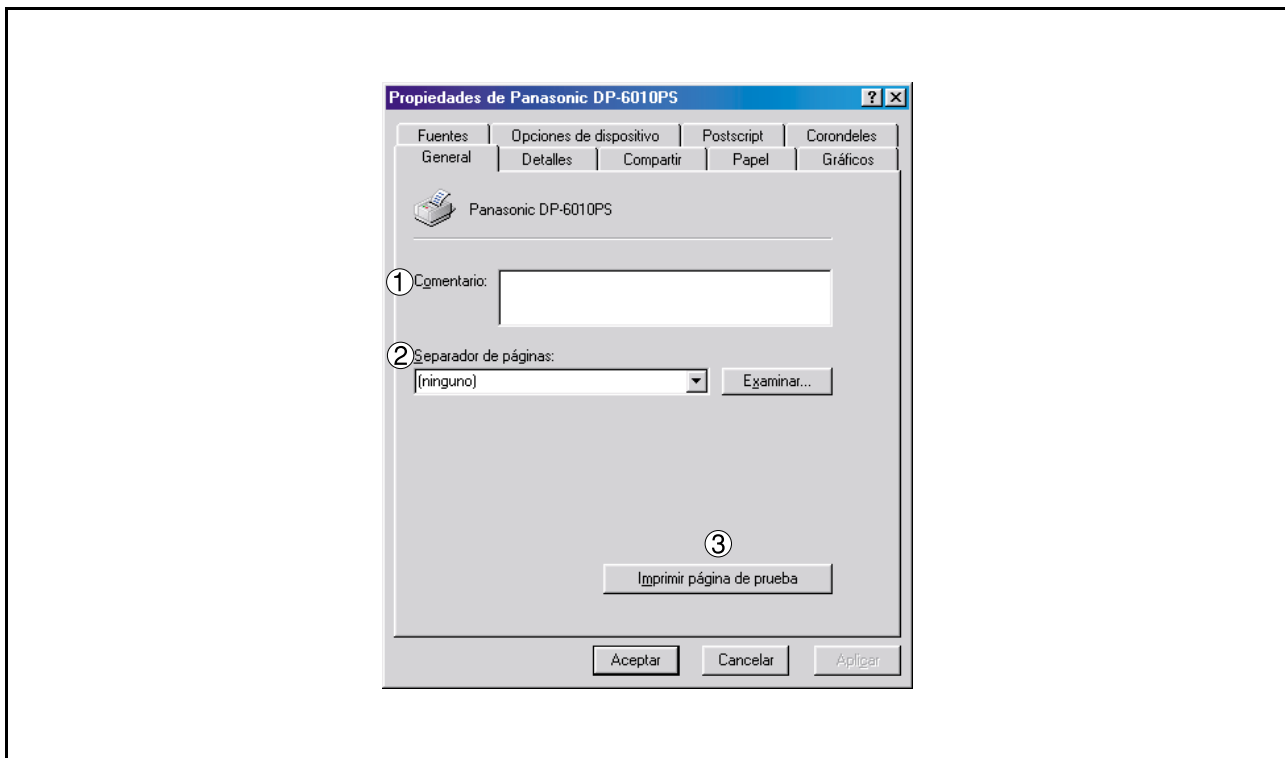 Propiedades de Panasonic DP-6010PS
Fuentes Opciones de dispositivo Postscript Corondeles
General Detalles Compartir Papel Gráficos
Panasonic DP-6010PS
① Comentario:
② Separador de páginas:
(ninguno) Examinar...
③
Imprimir página de prueba
Aceptar Cancelar Aplicar